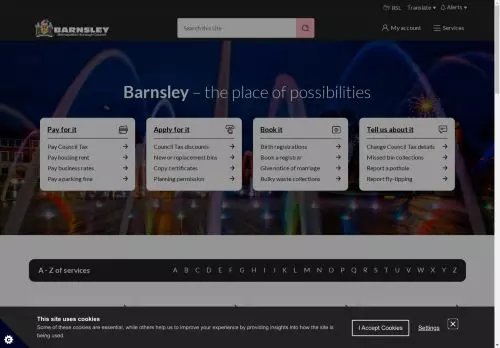 BSL Translate Alerts
BARNSLEY
Metropolitan Borough Council
Search this site
My account
Services
Barnsley – the place of possibilities
Pay for it
Pay Council Tax
Pay housing rent
Pay business rates
Pay a parking fine
Apply for it
Council Tax discounts
New or replacement bins
Copy certificates
Planning permission
Book it
Birth registrations
Book a registrar
Give notice of marriage
Bulky waste collections
Tell us about it
Change Council Tax details
Missed bin collections
Report a pothole
Report fly-tipping
A - Z of services
A B C D E F G H I J K L M N O P Q R S T U V W X Y Z
This site uses cookies
Some of these cookies are essential, while others help us to improve your experience by providing insights into how the site is
being used.
I Accept Cookies
Settings